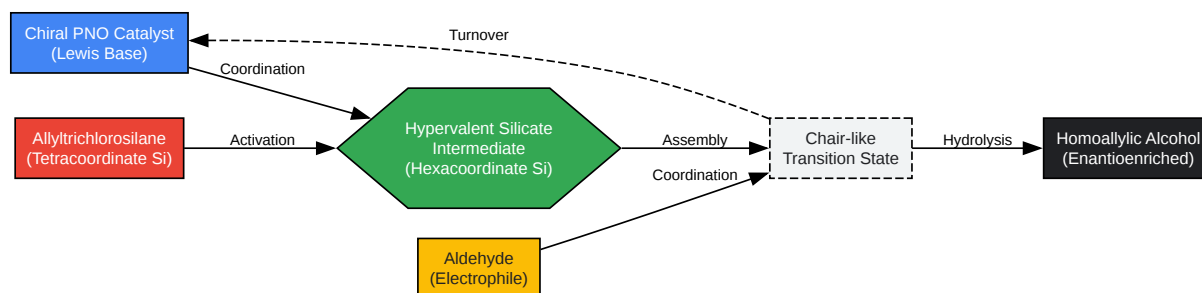 Chiral PNO Catalyst
(Lewis Base)
Turnover
Coordination
Allyltrichlorosilane
(Tetracoordinate Si)
Activation
Hypervalent Silicate
Intermediate
(Hexacoordinate Si)
Assembly
Coordination
Chair-like
Transition State
Hydrolysis
Homoallylic Alcohol
(Enantioenriched)
Aldehyde
(Electrophile)